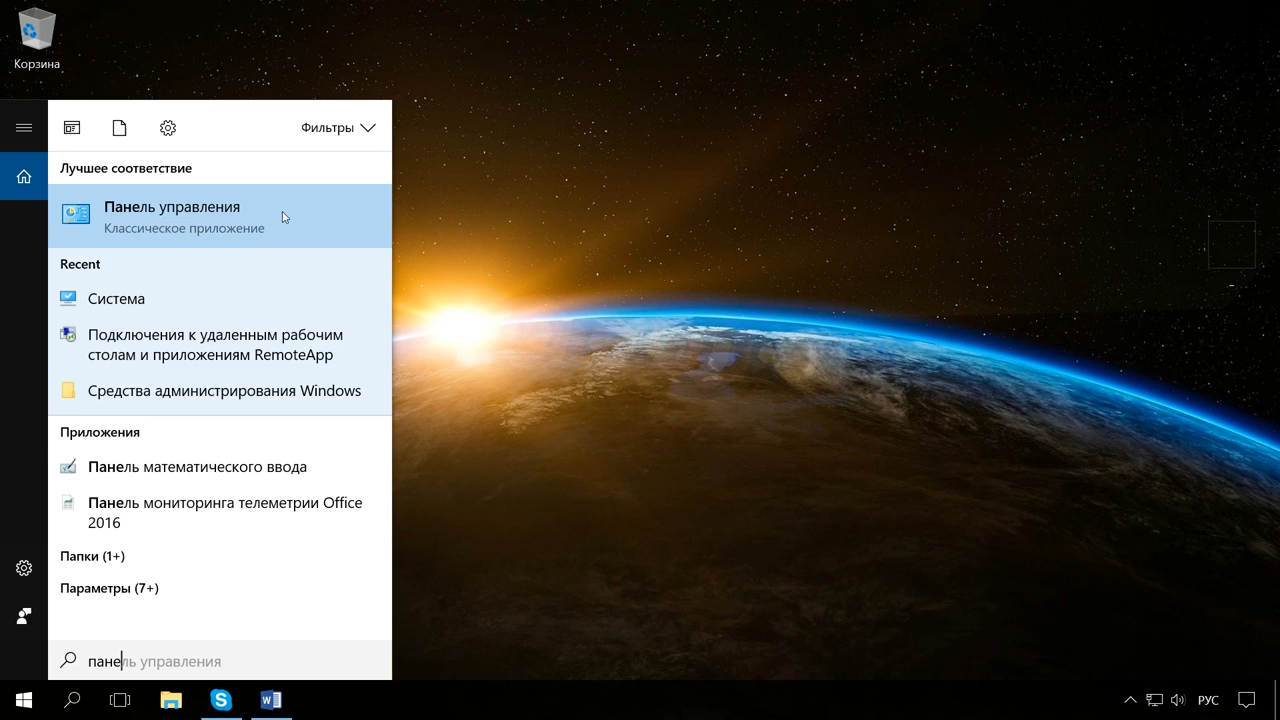 Корзина
Фильтры
Лучшее соответствие
Панель управления
Классическое приложение
Recent
Система
Подключения к удаленным рабочим
столам и приложениям RemoteApp
Средства администрирования Windows
Приложения
Панель математического ввода
Панель мониторинга телеметрии Office
2016
Папки (1+)
Параметры (7+)
панель управления
РУС